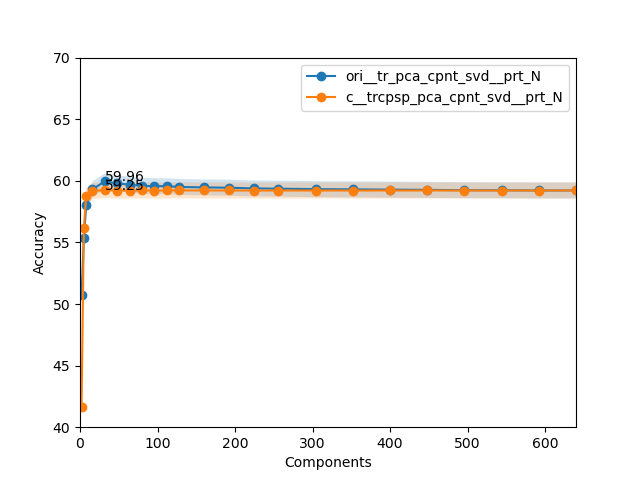 70
65
60
55
50
45
40
Accuracy
ori__tr_pca_cpnt_svd__prt_N
c__trcpsp_pca_cpnt_svd__prt_N
59.96
59.25
0 100 200 300 400 500 600
Components